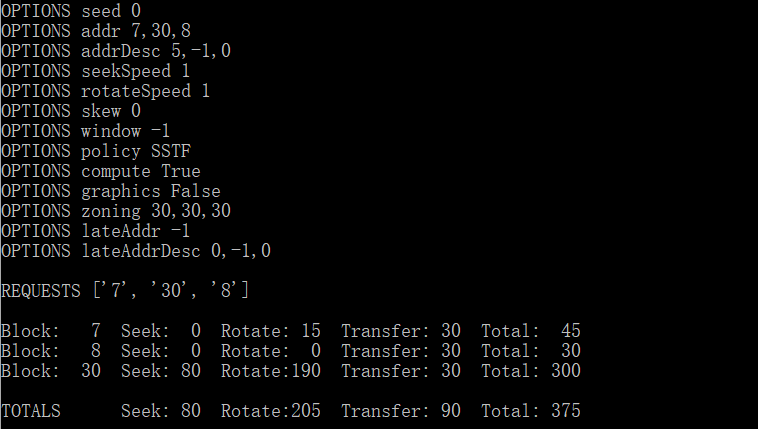 OPTIONS seed 0
OPTIONS addr 7,30,8
OPTIONS addrDesc 5,-1,0
OPTIONS seekSpeed 1
OPTIONS rotateSpeed 1
OPTIONS skew 0
OPTIONS window -1
OPTIONS policy SSTF
OPTIONS compute True
OPTIONS graphics False
OPTIONS zoning 30,30,30
OPTIONS lateAddr -1
OPTIONS lateAddrDesc 0,-1,0
REQUESTS ['7', '30', '8']
Block:   7  Seek:  0  Rotate: 15  Transfer: 30  Total:  45
Block:   8  Seek:  0  Rotate:  0  Transfer: 30  Total:  30
Block:  30  Seek: 80  Rotate:190  Transfer: 30  Total: 300
TOTALS      Seek: 80  Rotate:205  Transfer: 90  Total: 375